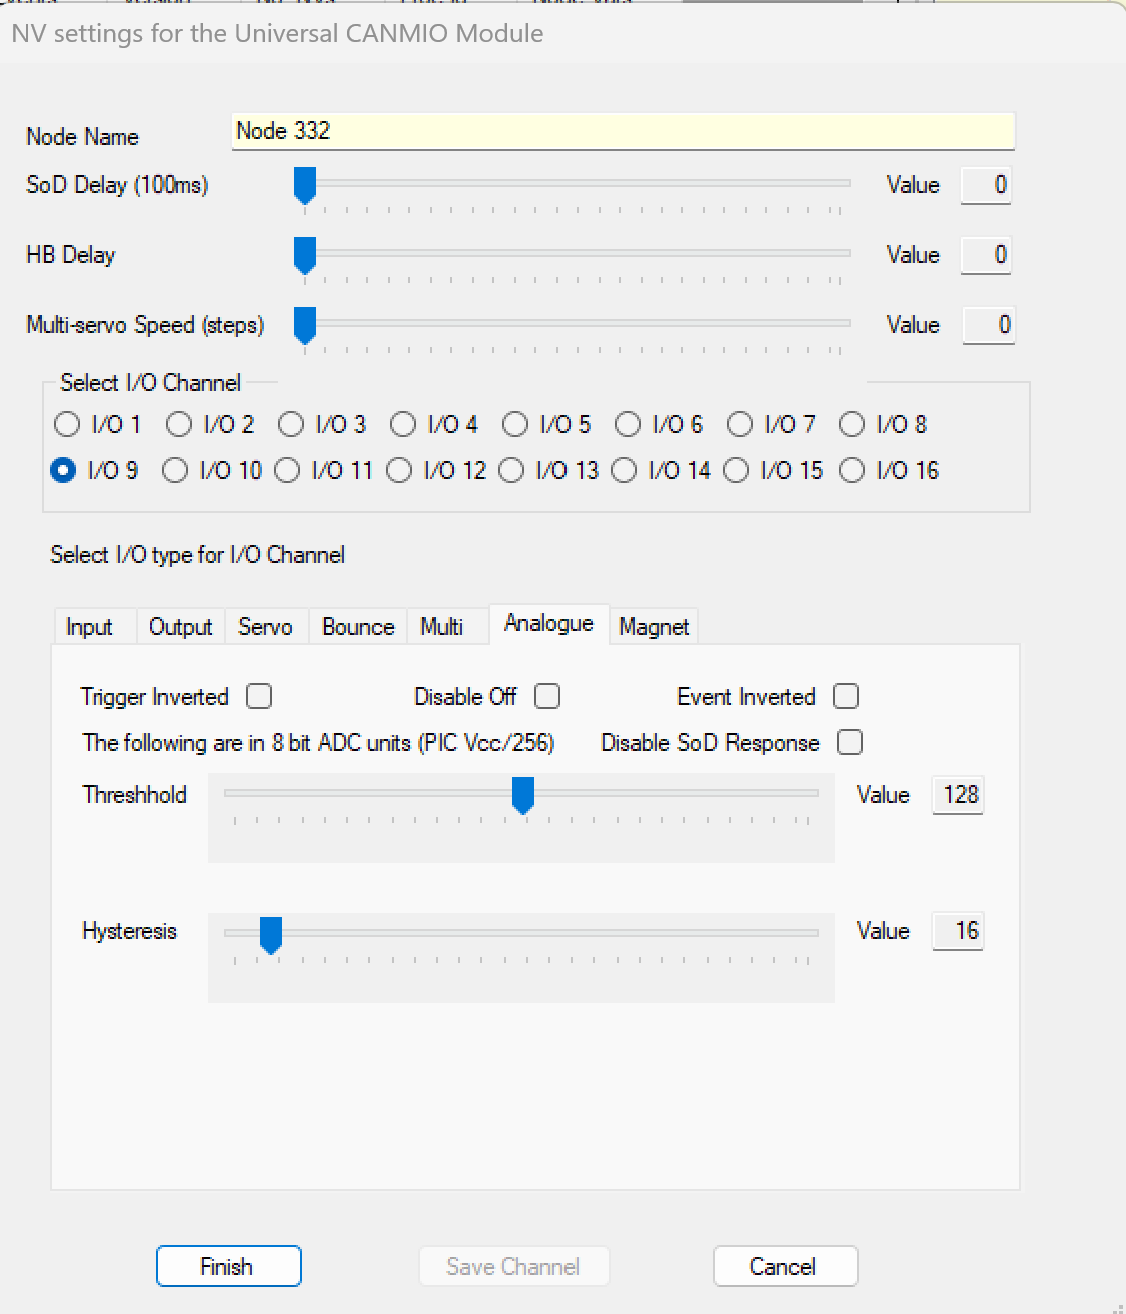 NV settings for the Universal CANMIO Module
Node Name Node 332
SoD Delay (100ms) Value 0
HB Delay Value 0
Multi-servo Speed (steps) Value 0
Select I/O Channel
I/O 1 I/O 2 I/O 3 I/O 4 I/O 5 I/O 6 I/O 7 I/O 8
I/O 9 I/O 10 I/O 11 I/O 12 I/O 13 I/O 14 I/O 15 I/O 16
Select I/O type for I/O Channel
Input Output Servo Bounce Multi Analogue Magnet
Trigger Inverted Disable Off Event Inverted
The following are in 8 bit ADC units (PIC Vcc/256) Disable SoD Response
Threshhold Value 128
Hysteresis Value 16
Finish Save Channel Cancel